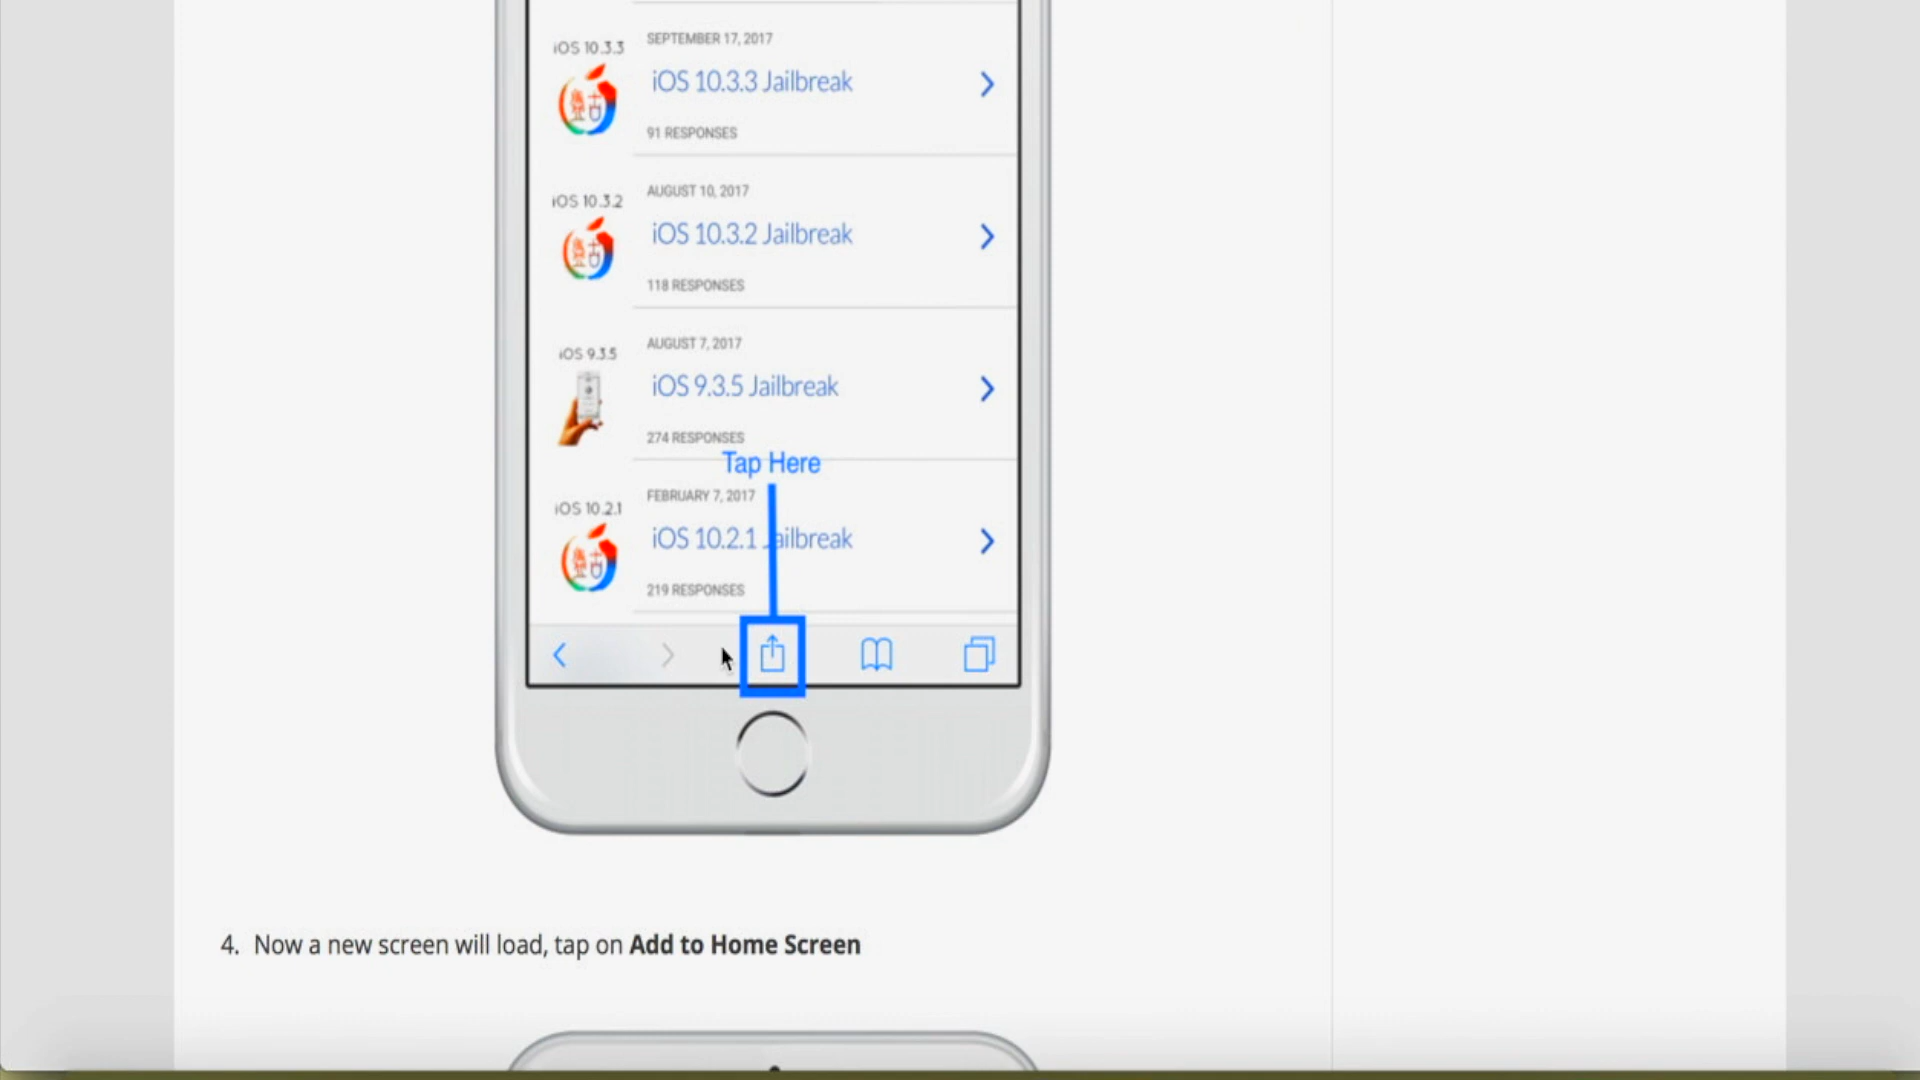 iOS 10.3.3
SEPTEMBER 17, 2017
iOS 10.3.3 Jailbreak
91 RESPONSES
iOS 10.3.2
AUGUST 10, 2017
iOS 10.3.2 Jailbreak
118 RESPONSES
iOS 9.3.5
AUGUST 7, 2017
iOS 9.3.5 Jailbreak
274 RESPONSES
Tap Here
iOS 10.2.1
FEBRUARY 7, 2017
iOS 10.2.1 Jailbreak
219 RESPONSES
4. Now a new screen will load, tap on Add to Home Screen